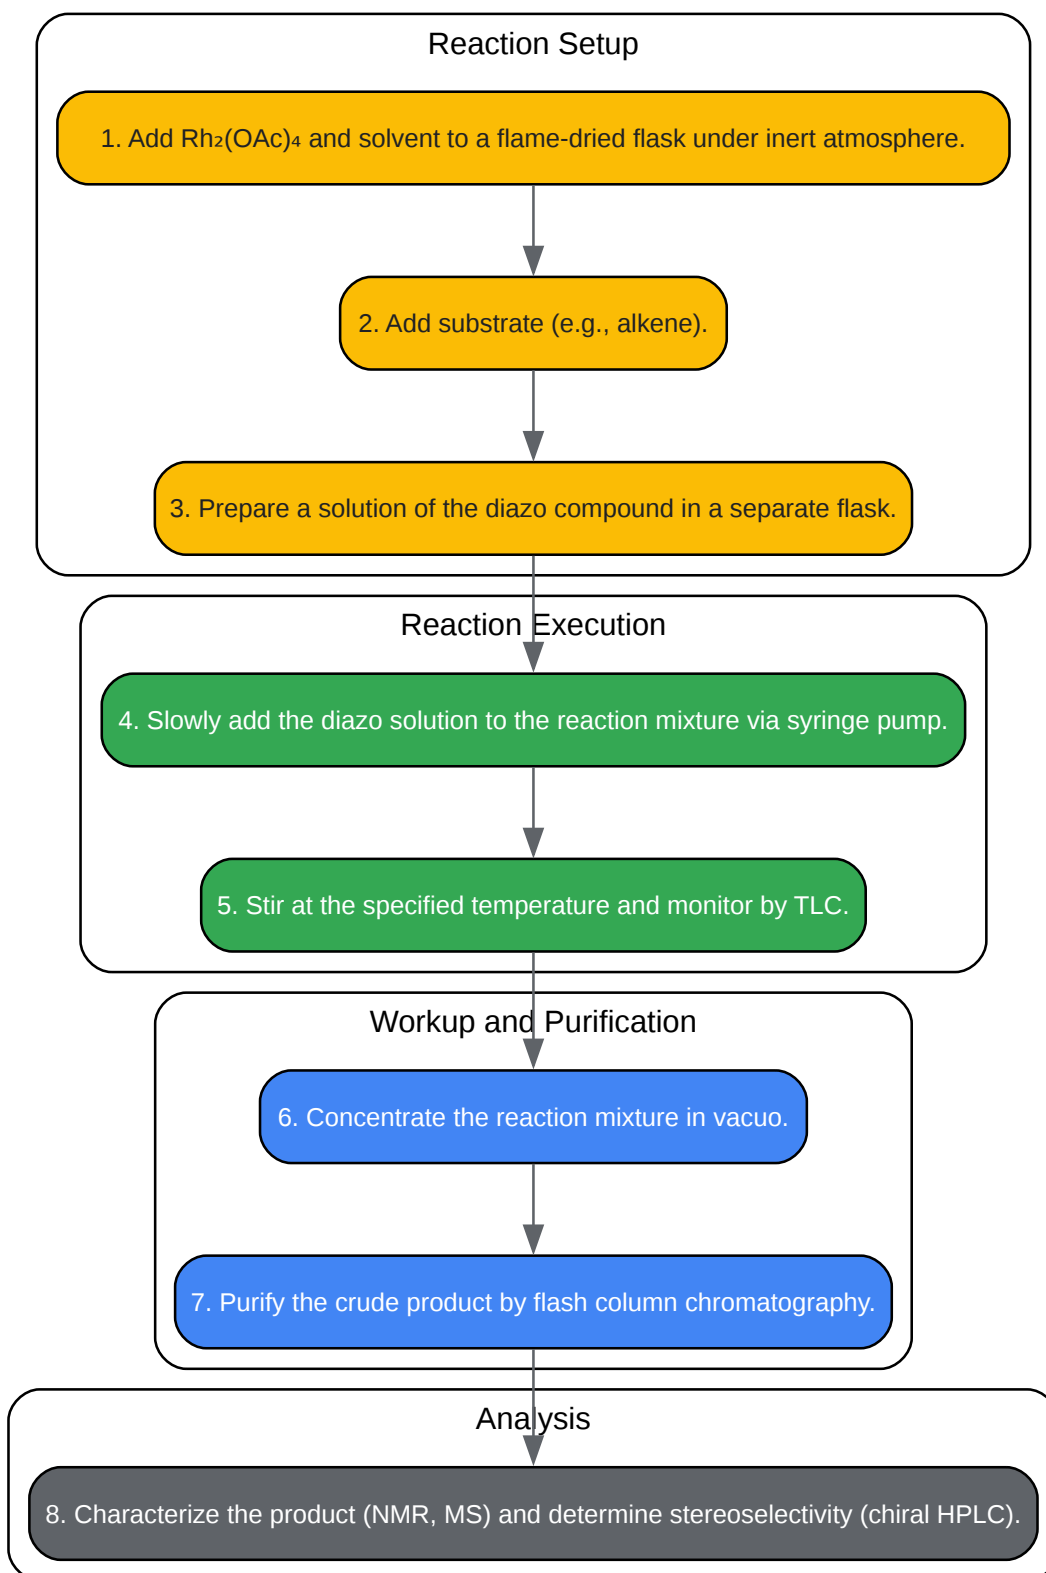 Reaction Setup
1. Add Rh₂(OAc)₄ and solvent to a flame-dried flask under inert atmosphere.
2. Add substrate (e.g., alkene).
3. Prepare a solution of the diazo compound in a separate flask.
Reaction Execution
4. Slowly add the diazo solution to the reaction mixture via syringe pump.
5. Stir at the specified temperature and monitor by TLC.
Workup and Purification
6. Concentrate the reaction mixture in vacuo.
7. Purify the crude product by flash column chromatography.
Analysis
8. Characterize the product (NMR, MS) and determine stereoselectivity (chiral HPLC).